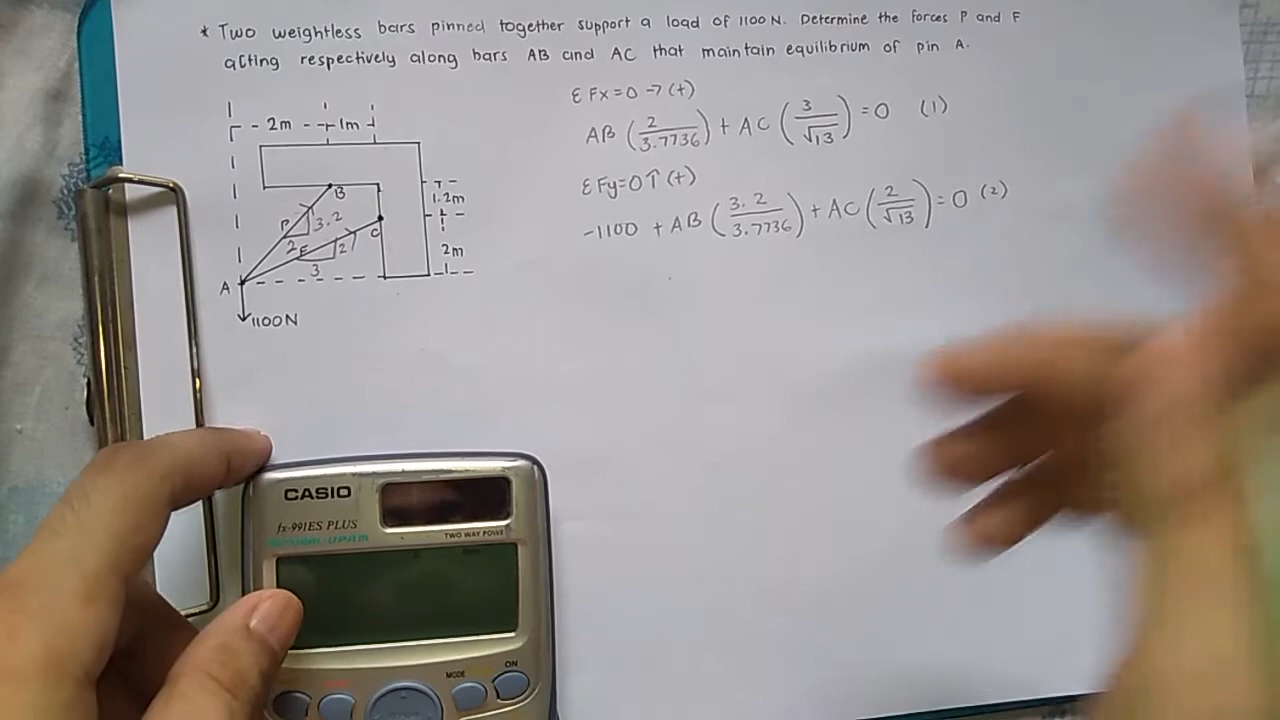 * Two weightless bars pinned together support a load of 1100 N. Determine the forces P and F
acting respectively along bars AB and AC that maintain equilibrium of pin A.
ΣFx=0 → (+)
AB (2/3.7736) + AC (3/√13) = 0 (1)
ΣFy=0↑(+)
-1100 + AB (3.2/3.7736) + AC (2/√13) = 0 (2)
2m 1m
B
P
3.2
1.2m
2
F
2
C
3
2m
A
1100N
CASIO
fx-991ES PLUS
NATURAL-V.P.A.M.
TWO WAY POWER
MODE
ON